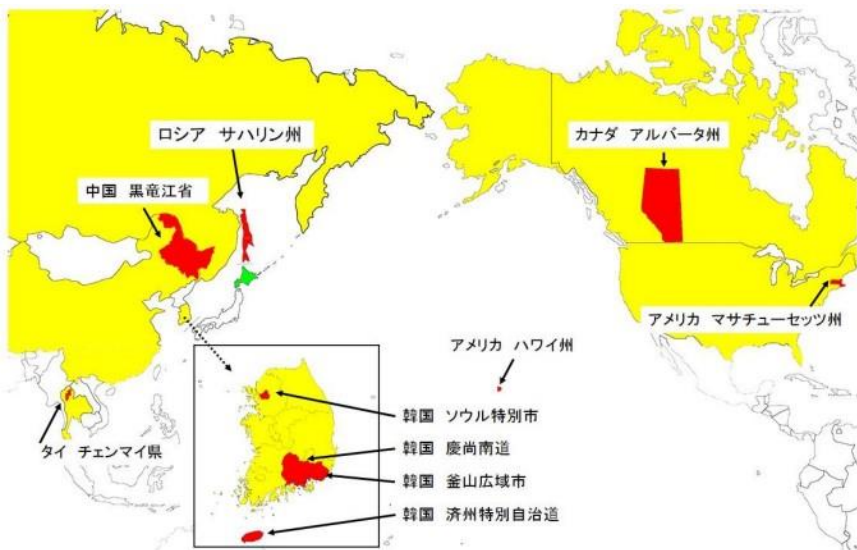 ロシア サハリン州
カナダ アルバータ州
中国 黒竜江省
アメリカ マサチューセッツ州
アメリカ ハワイ州
韓国 ソウル特別市
タイ チェンマイ県
韓国 慶尚南道
韓国 釜山広域市
韓国 済州特別自治道